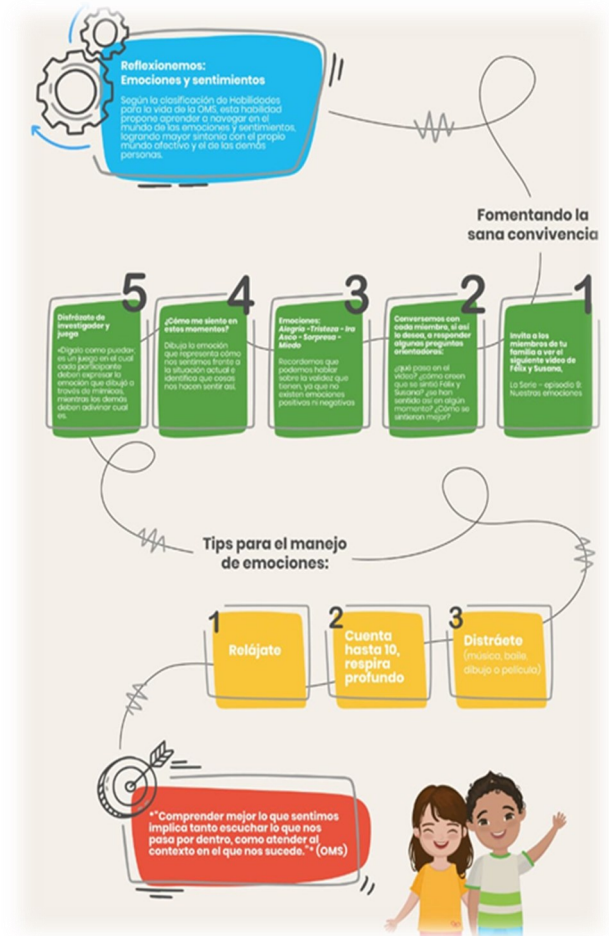 Reflexionemos:
Emociones y sentimientos
Según la clasificación de Habilidades
para la vida de la OMS, esta habilidad
propone aprender a navegar en el
mundo de las emociones y sentimientos,
logrando mayor sintonía con el propio
mundo afectivo y el de las demás
personas.
Fomentando la
sana convivencia
1
Invita a los
miembros de tu
familia a ver el
siguiente video de
Félix y Susana,
La Serie - episodio 8:
Nuestras emociones
2
Conversemos con
cada miembro, si así
lo desea, a responder
algunas preguntas
orientadoras:
¿qué pasa en el
video? ¿cómo creen
que se sintió Félix y
Susana? ¿se han
sentido así en algún
momento? ¿Cómo se
sintieron mejor?
3
Emociones:
Alegría -Tristeza - Ira
Asco - Sorpresa -
Miedo
Recordemos que
podemos hablar
sobre la validez que
tienen, ya que no
existen emociones
positivas ni negativas
4
¿Cómo me siento en
estos momentos?
Dibuja la emoción
que representa cómo
nos sentimos frente a
la situación actual e
identifica que cosas
nos hacen sentir así.
5
Disfrázate de
investigador y
juega
«Dígalo como pueda»:
es un juego en el cual
cada participante
deben expresar la
emoción que dibujó a
través de mímicas,
mientras los demás
deben adivinar cual
es.
Tips para el manejo
de emociones:
1
Relájate
2
Cuenta
hasta 10,
respira
profundo
3
Distráete
(música, baile,
dibujo o película)
*"Comprender mejor lo que sentimos
implica tanto escuchar lo que nos
pasa por dentro, como atender al
contexto en el que nos sucede."* (OMS)